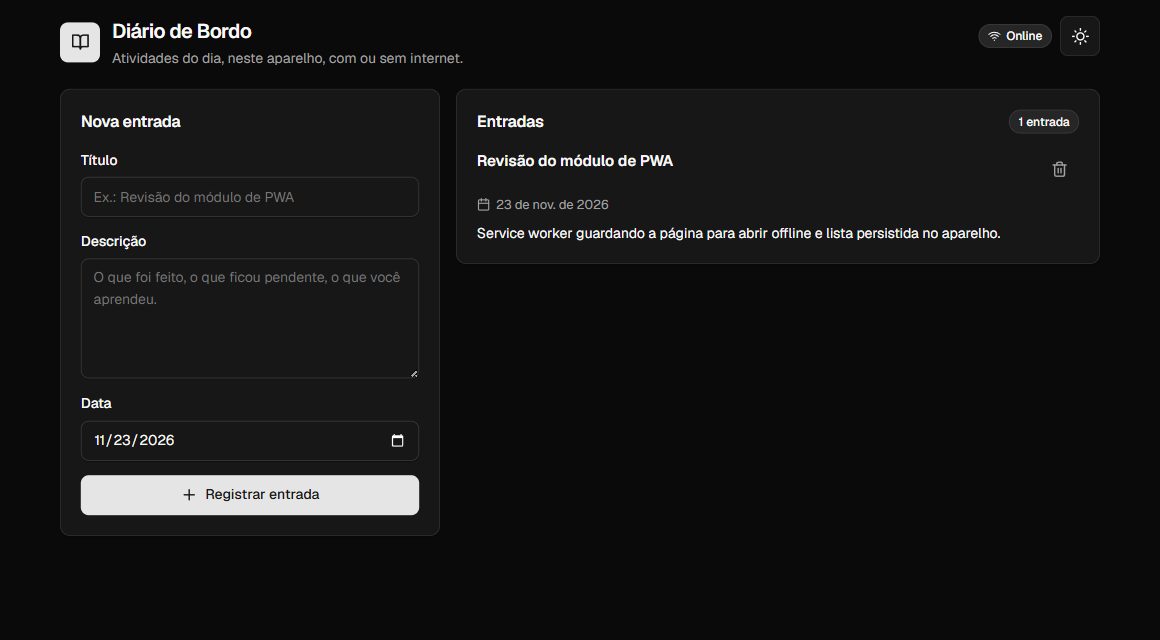 Diário de Bordo
Atividades do dia, neste aparelho, com ou sem internet.
Online
Nova entrada
Título
Ex.: Revisão do módulo de PWA
Descrição
O que foi feito, o que ficou pendente, o que você
aprendeu.
Data
11/23/2026
Registrar entrada
Entradas
1 entrada
Revisão do módulo de PWA
23 de nov. de 2026
Service worker guardando a página para abrir offline e lista persistida no aparelho.